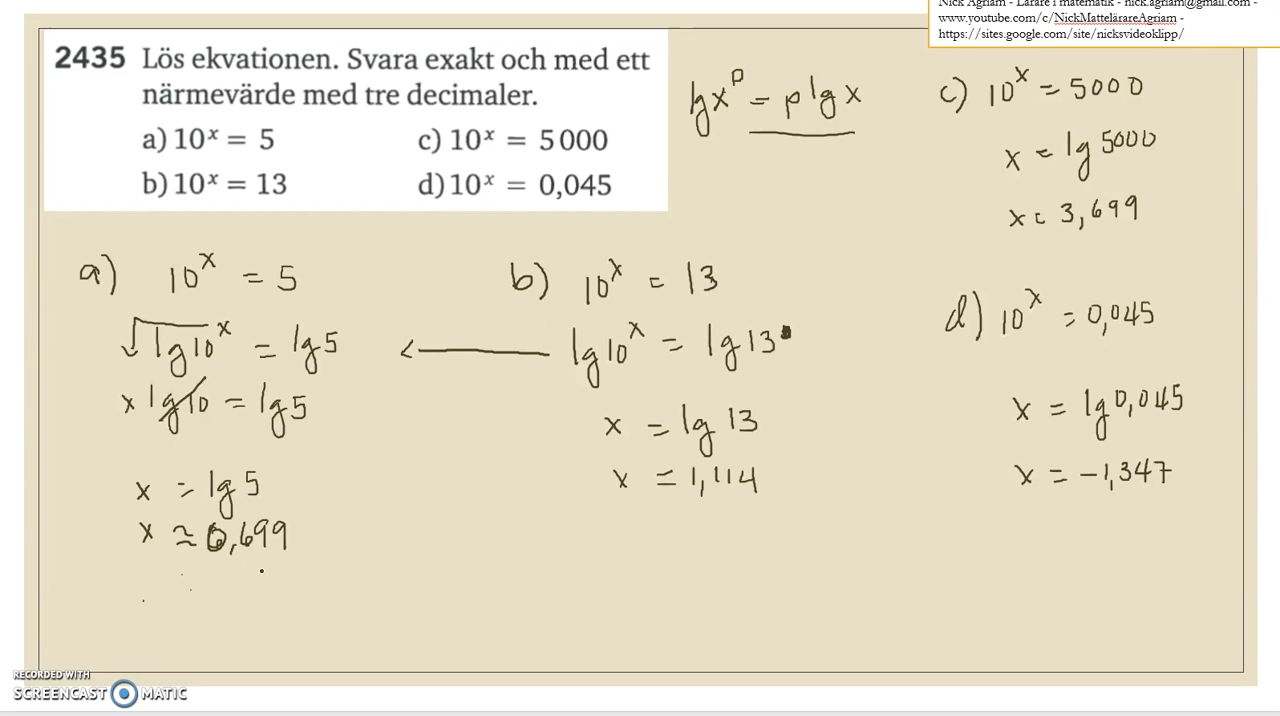 Nick Agriam - Lärare i matematik - nick.agriam@gmail.com -
www.youtube.com/c/NickMattelärareAgriam -
https://sites.google.com/site/nicksvideoklipp/
2435 Lös ekvationen. Svara exakt och med ett
närmevärde med tre decimaler.
a) 10ˣ = 5
c) 10ˣ = 5 000
b) 10ˣ = 13
d) 10ˣ = 0,045
lg xᵖ = p lg x
a) 10ˣ = 5
lg 10ˣ = lg 5
x lg 10 = lg 5
x = lg 5
x ≈ 0,699
b) 10ˣ = 13
lg 10ˣ = lg 13
x = lg 13
x = 1,114
c) 10ˣ = 5000
x = lg 5000
x = 3,699
d) 10ˣ = 0,045
x = lg 0,045
x = -1,347
RECORDED WITH
SCREENCAST MATIC